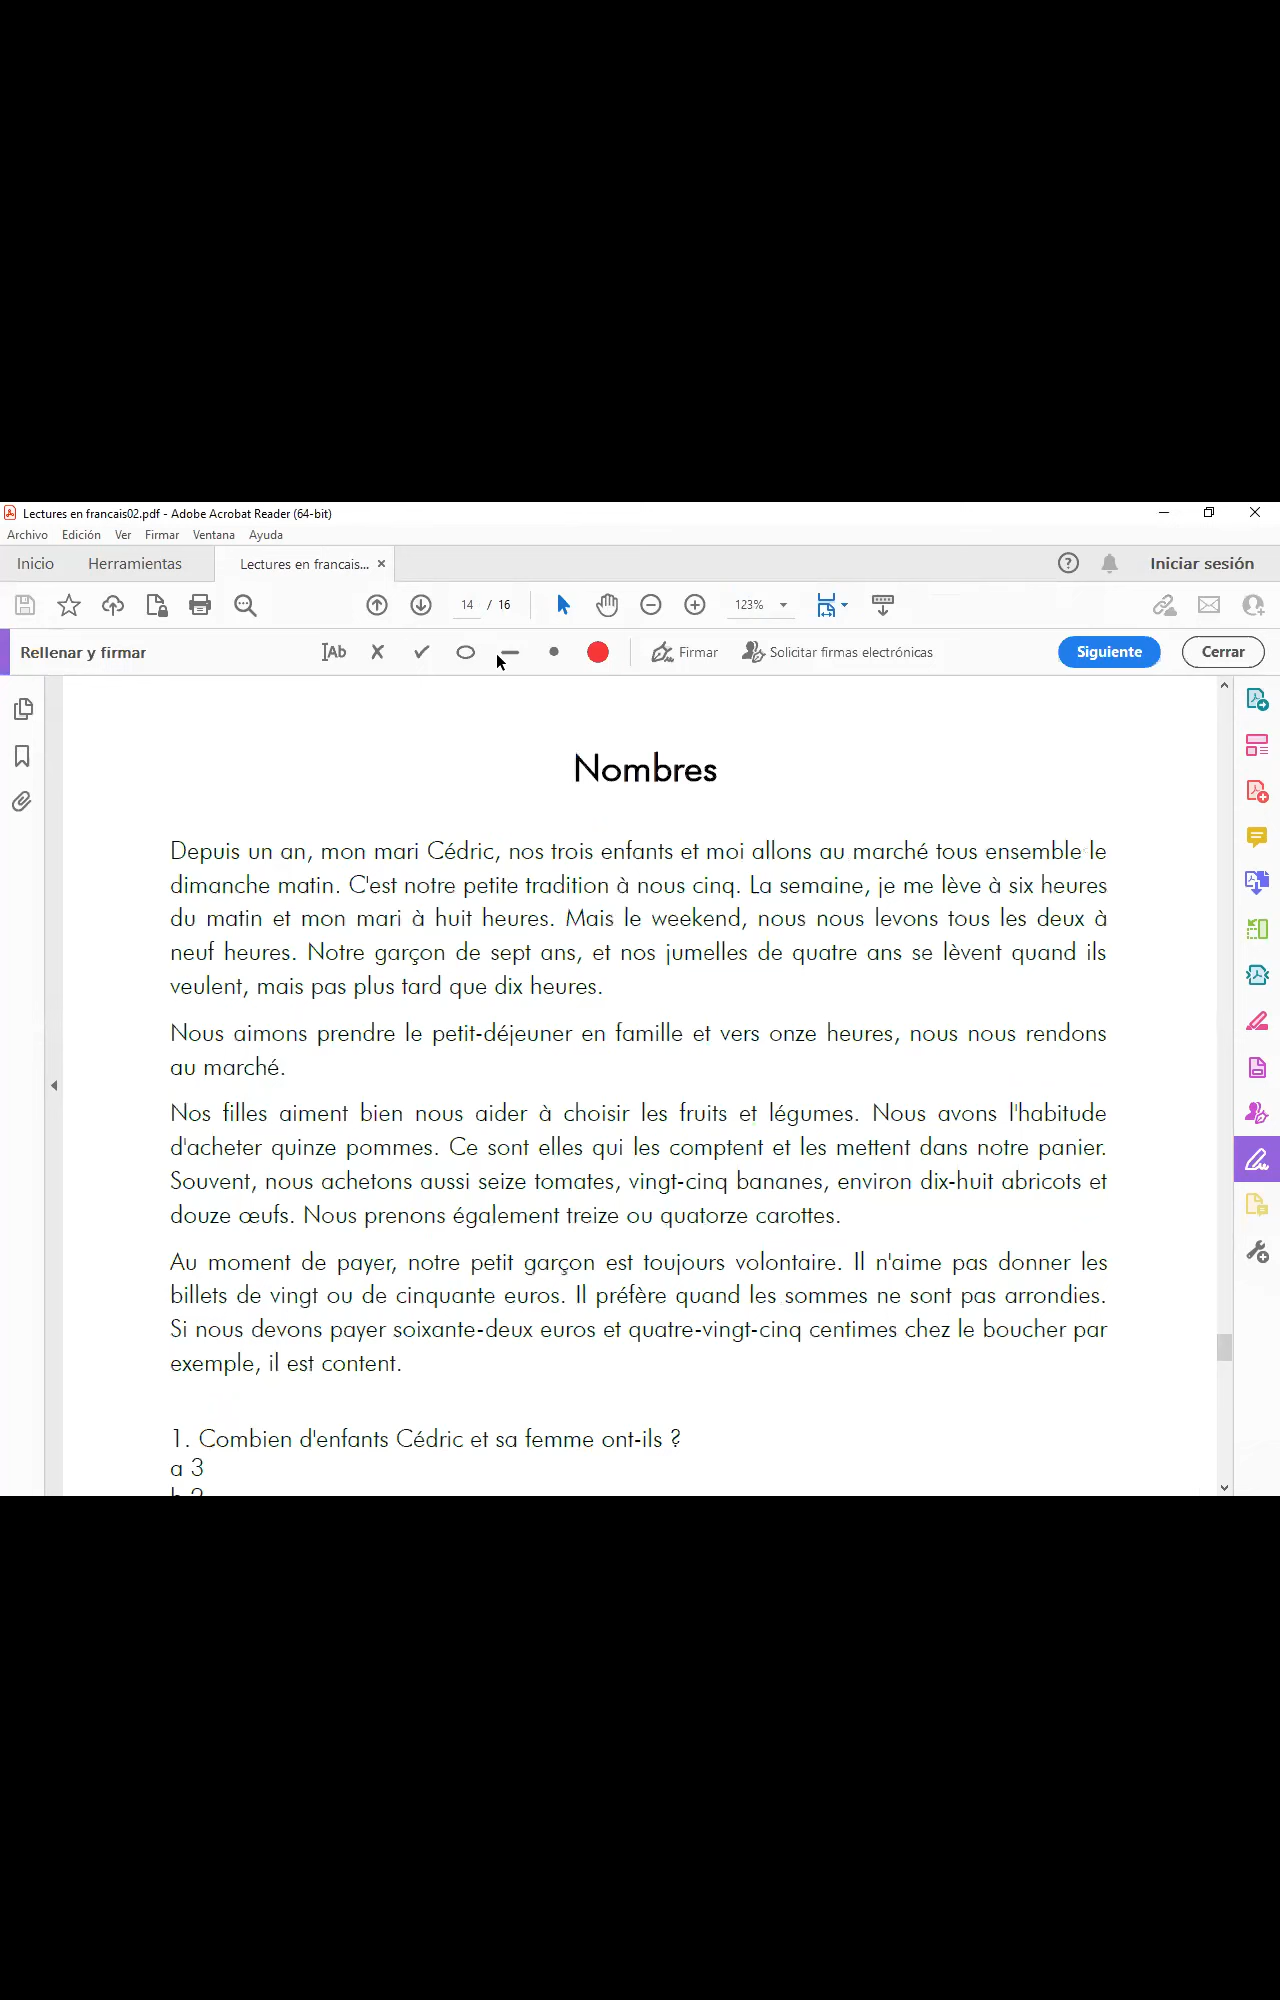 Lectures en francais02.pdf - Adobe Acrobat Reader (64-bit)
Archivo Edición Ver Firmar Ventana Ayuda
Inicio Herramientas Lectures en francais... × Iniciar sesión
14 / 16 123%
Rellenar y firmar Ab Firmar Solicitar firmas electrónicas Siguiente Cerrar
Nombres
Depuis un an, mon mari Cédric, nos trois enfants et moi allons au marché tous ensemble le
dimanche matin. C'est notre petite tradition à nous cinq. La semaine, je me lève à six heures
du matin et mon mari à huit heures. Mais le weekend, nous nous levons tous les deux à
neuf heures. Notre garçon de sept ans, et nos jumelles de quatre ans se lèvent quand ils
veulent, mais pas plus tard que dix heures.
Nous aimons prendre le petit-déjeuner en famille et vers onze heures, nous nous rendons
au marché.
Nos filles aiment bien nous aider à choisir les fruits et légumes. Nous avons l'habitude
d'acheter quinze pommes. Ce sont elles qui les comptent et les mettent dans notre panier.
Souvent, nous achetons aussi seize tomates, vingt-cinq bananes, environ dix-huit abricots et
douze œufs. Nous prenons également treize ou quatorze carottes.
Au moment de payer, notre petit garçon est toujours volontaire. Il n'aime pas donner les
billets de vingt ou de cinquante euros. Il préfère quand les sommes ne sont pas arrondies.
Si nous devons payer soixante-deux euros et quatre-vingt-cinq centimes chez le boucher par
exemple, il est content.
1. Combien d'enfants Cédric et sa femme ont-ils ?
a 3